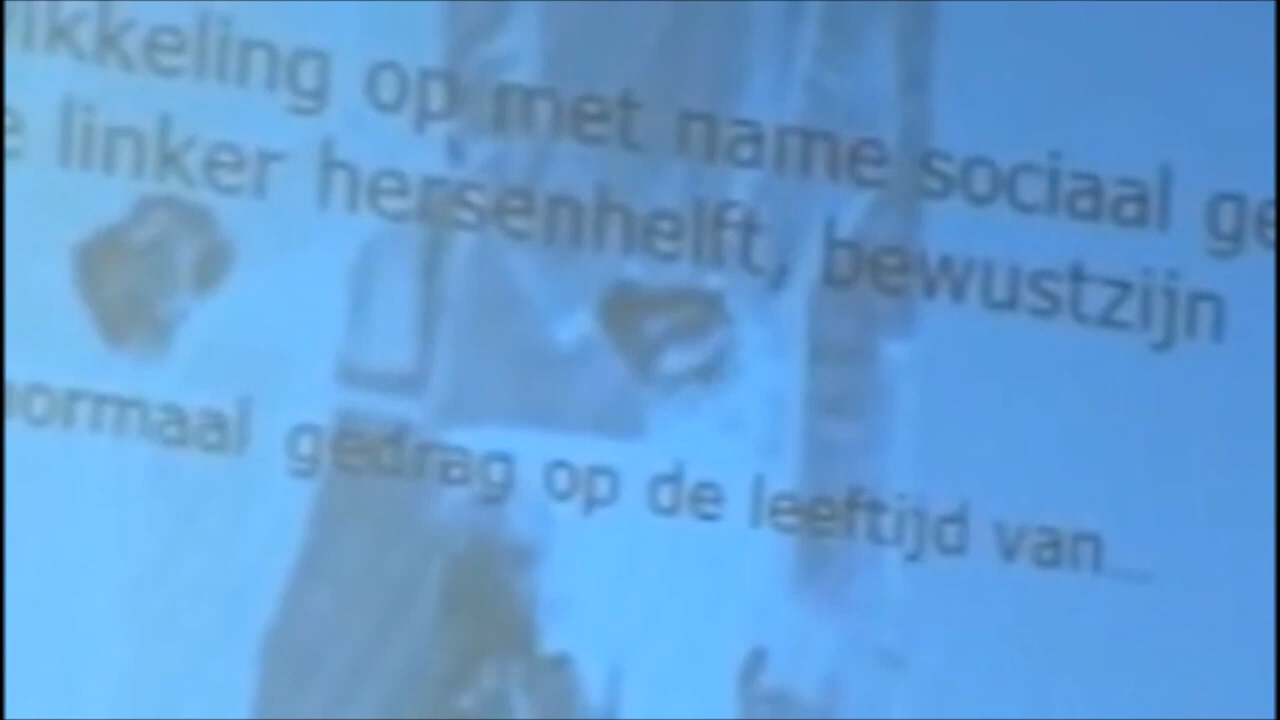 ikkeling op met name sociaal ge
e linker hersenhelft, bewustzijn
ormaal gedrag op de leeftijd van...